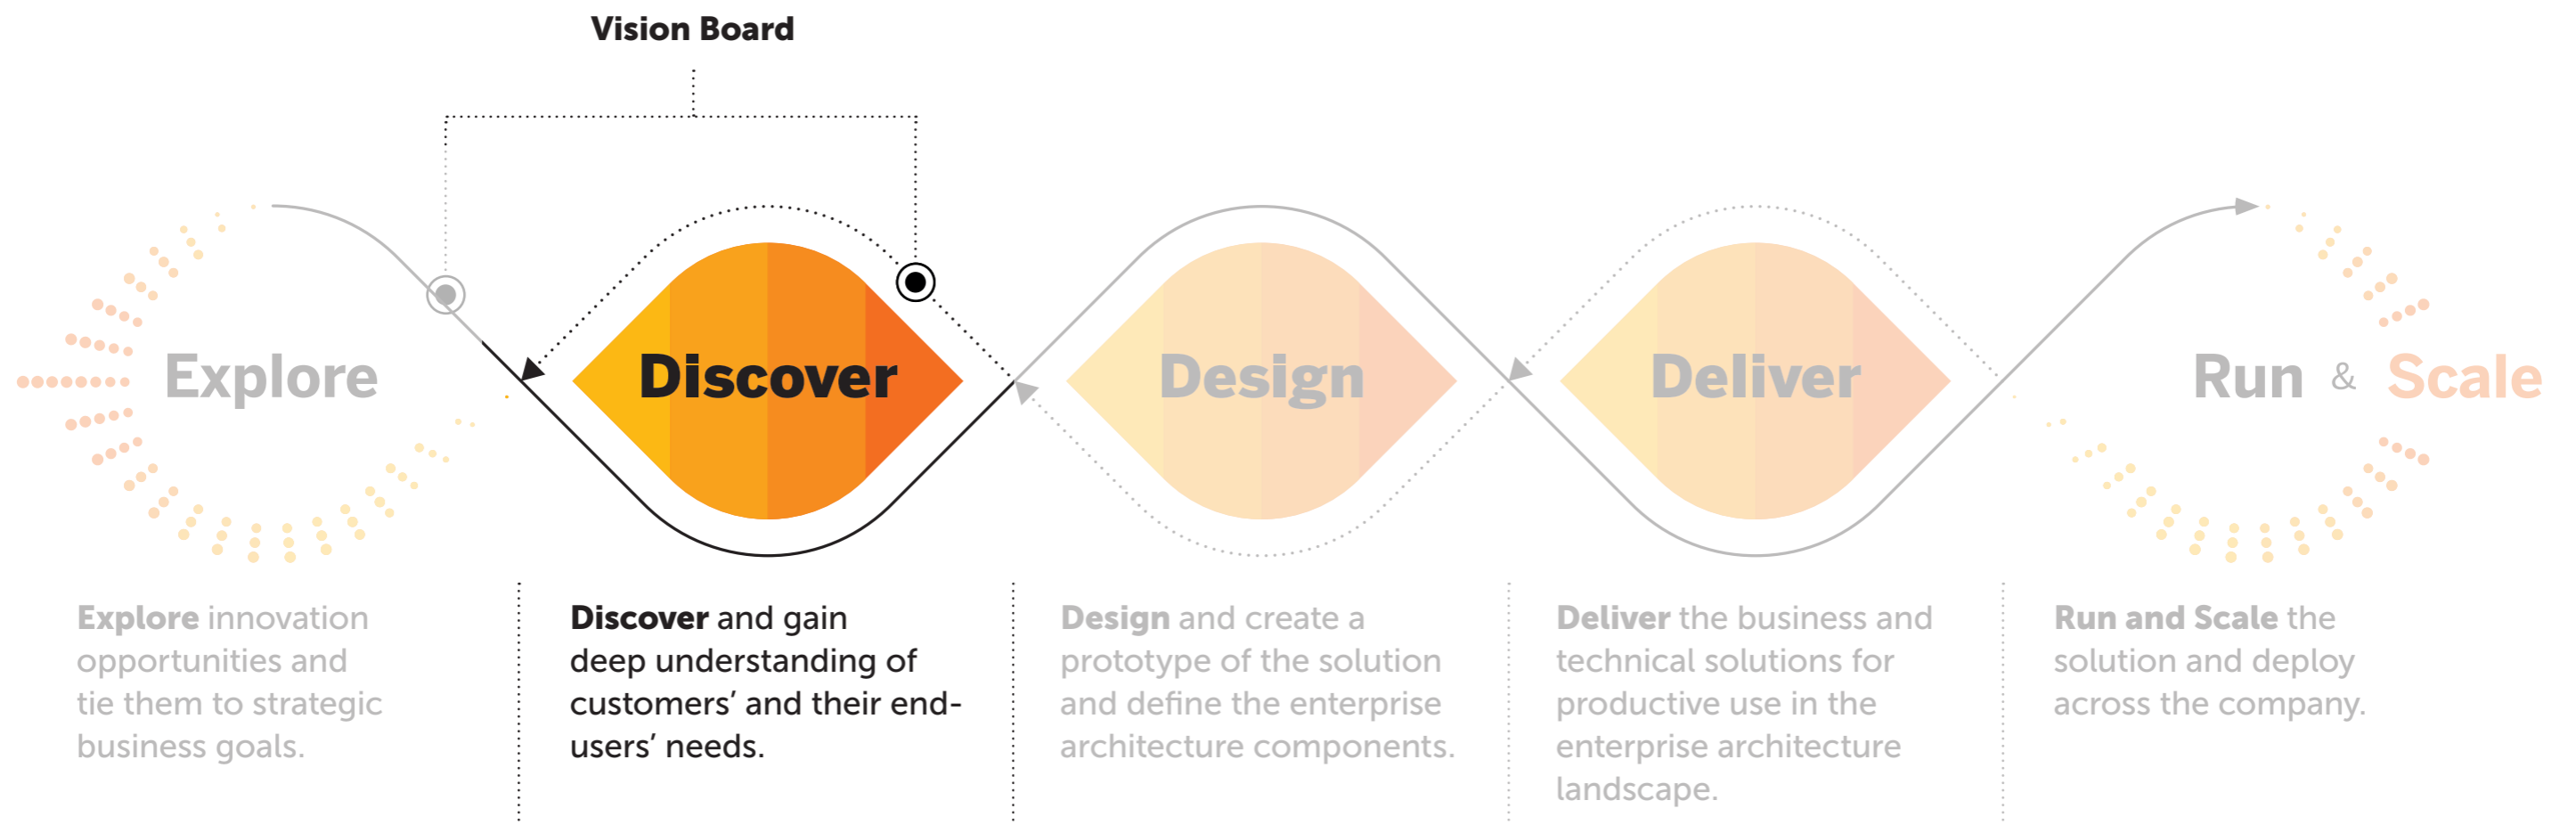 Vision Board
Explore
Discover
Design
Deliver
Run & Scale
Explore innovation
opportunities and
tie them to strategic
business goals.
Discover and gain
deep understanding of
customers’ and their end-
users’ needs.
Design and create a
prototype of the solution
and define the enterprise
architecture components.
Deliver the business and
technical solutions for
productive use in the
enterprise architecture
landscape.
Run and Scale the
solution and deploy
across the company.